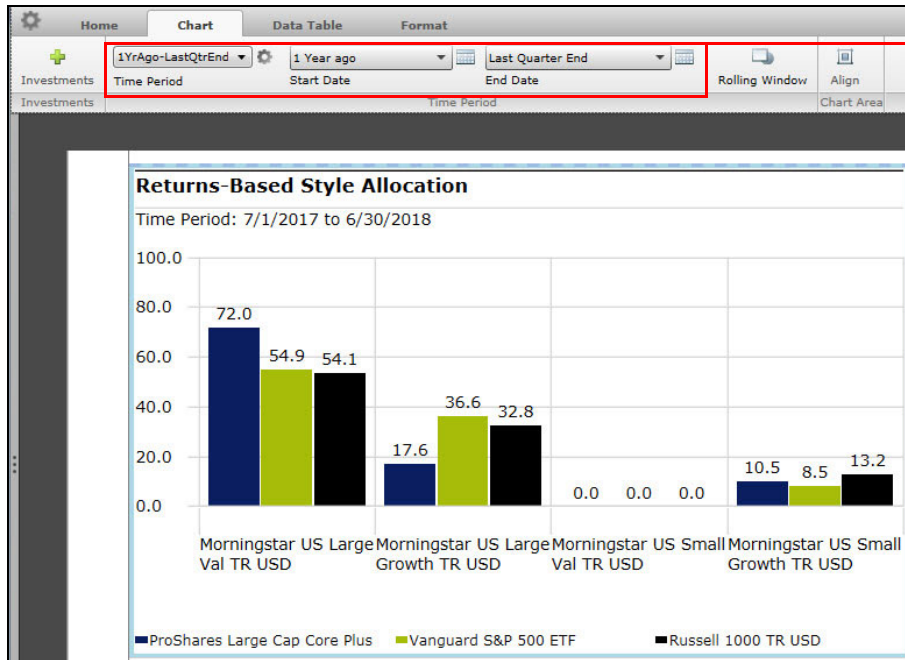 Home Chart Data Table Format
1YrAgo-LastQtrEnd 1 Year ago Last Quarter End
Investments Time Period Start Date End Date Rolling Window Align
Investments Time Period Chart Area
Returns-Based Style Allocation
Time Period: 7/1/2017 to 6/30/2018
100.0
80.0
72.0
60.0
54.9 54.1
40.0
36.6 32.8
20.0
17.6
10.5 8.5 13.2
0.0 0.0 0.0
0.0
Morningstar US Large Morningstar US Large Morningstar US Small Morningstar US Small
Val TR USD Growth TR USD Val TR USD Growth TR USD
ProShares Large Cap Core Plus Vanguard S&P 500 ETF Russell 1000 TR USD